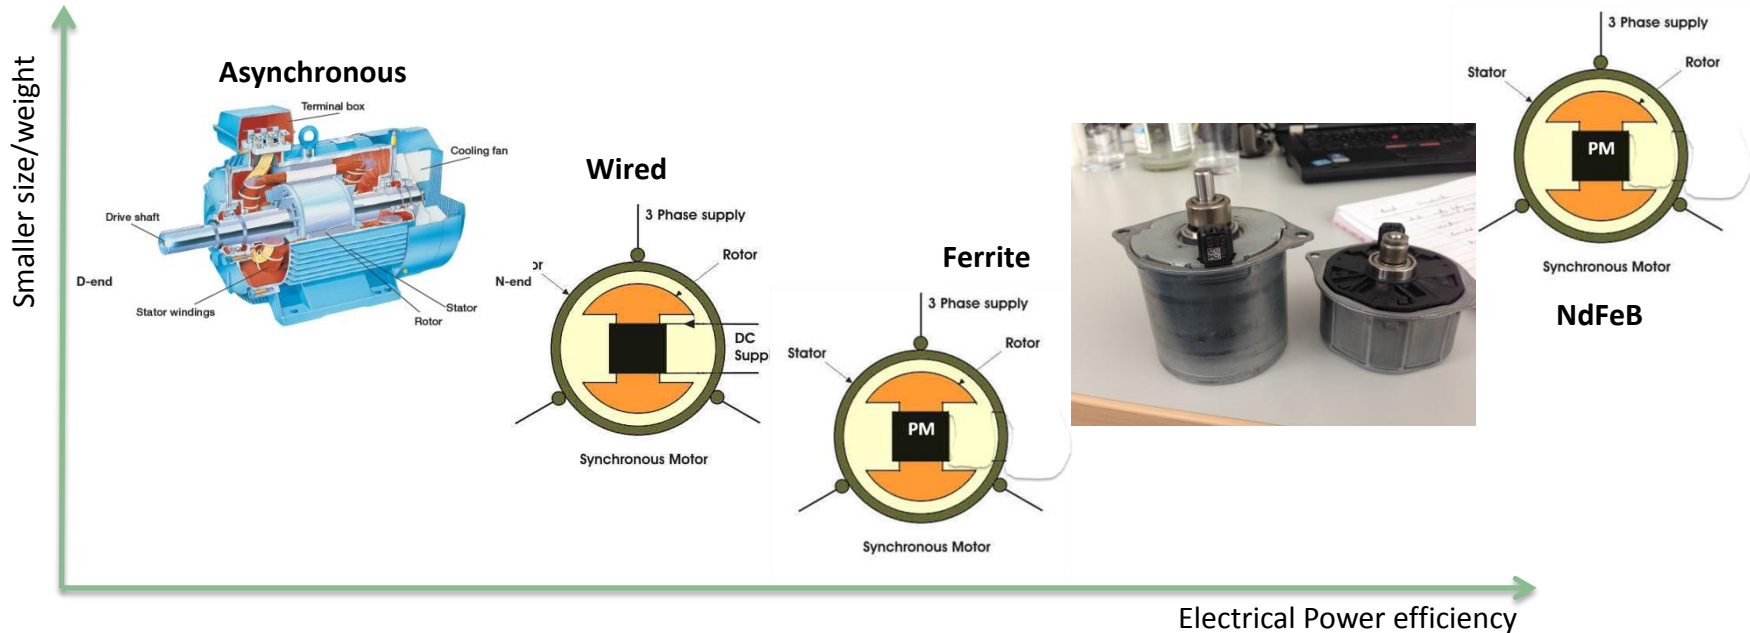 Smaller size/weight
Asynchronous
Terminal box
Cooling fan
Drive shaft
D-end
Stator windings
Rotor
Stator
N-end
Wired
3 Phase supply
Rotor
or
DC
Suppl
Synchronous Motor
Ferrite
3 Phase supply
Stator
Rotor
PM
Synchronous Motor
3 Phase supply
Stator
Rotor
PM
Synchronous Motor
NdFeB
Electrical Power efficiency